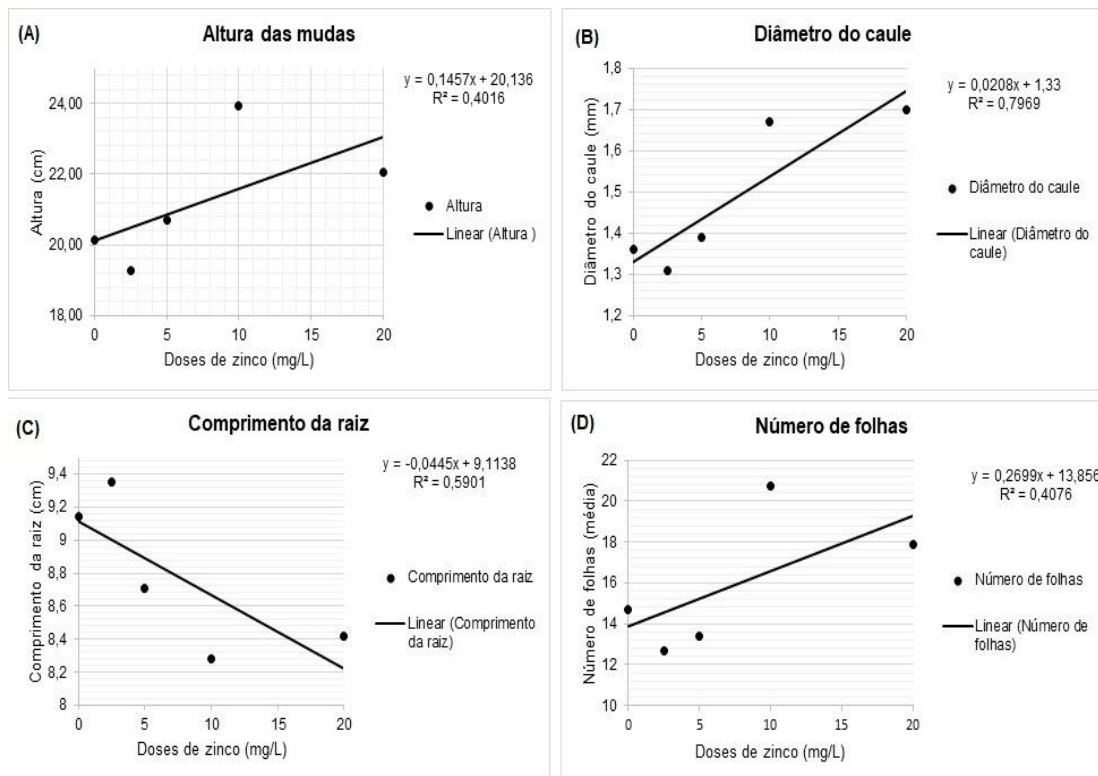 (A)
Altura das mudas
y = 0,1457x + 20,136
R² = 0,4016
24,00
22,00
20,00
18,00
Altura (cm)
0 5 10 15 20
Doses de zinco (mg/L)
Altura
Linear (Altura )
(B)
Diâmetro do caule
y = 0,0208x + 1,33
R² = 0,7969
1,8
1,7
1,6
1,5
1,4
1,3
1,2
Diâmetro do caule (mm)
0 5 10 15 20
Doses de zinco (mg/L)
Diâmetro do caule
Linear (Diâmetro do
caule)
(C)
Comprimento da raiz
y = -0,0445x + 9,1138
R² = 0,5901
9,4
9,2
9
8,8
8,6
8,4
8,2
8
Comprimento da raiz (cm)
0 5 10 15 20
Doses de zinco (mg/L)
Comprimento da raiz
Linear (Comprimento
da raiz)
(D)
Número de folhas
y = 0,2699x + 13,856
R² = 0,4076
22
20
18
16
14
12
10
Número de folhas (média)
0 5 10 15 20
Doses de zinco (mg/L)
Número de folhas
Linear (Número de
folhas)